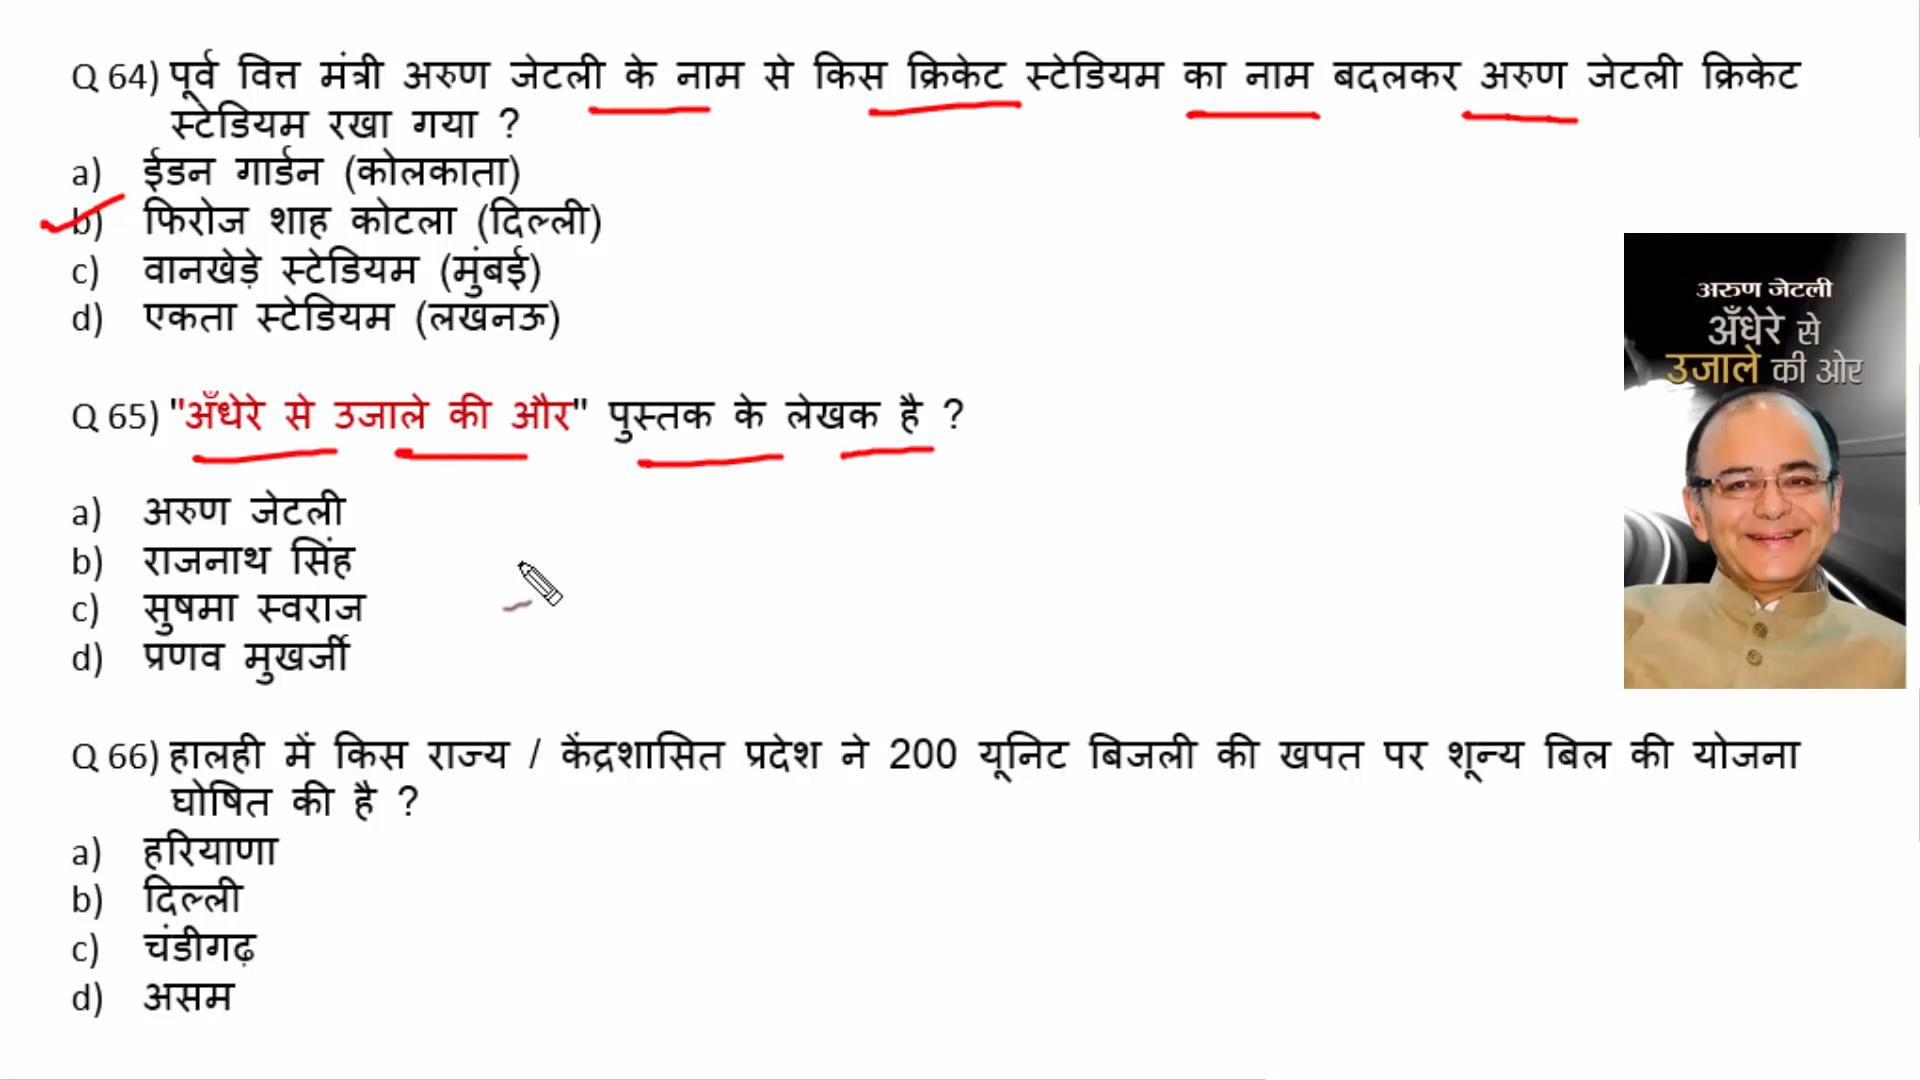 Q 64) पूर्व वित्त मंत्री अरुण जेटली के नाम से किस क्रिकेट स्टेडियम का नाम बदलकर अरुण जेटली क्रिकेट
स्टेडियम रखा गया ?
a) ईडन गार्डन (कोलकाता)
b) फिरोज शाह कोटला (दिल्ली)
c) वानखेड़े स्टेडियम (मुंबई)
d) एकता स्टेडियम (लखनऊ)
Q 65) "अँधेरे से उजाले की और" पुस्तक के लेखक है ?
a) अरुण जेटली
b) राजनाथ सिंह
c) सुषमा स्वराज
d) प्रणव मुखर्जी
अरुण जेटली
अँधेरे से
उजाले की ओर
Q 66) हालही में किस राज्य / केंद्रशासित प्रदेश ने 200 यूनिट बिजली की खपत पर शून्य बिल की योजना
घोषित की है ?
a) हरियाणा
b) दिल्ली
c) चंडीगढ़
d) असम